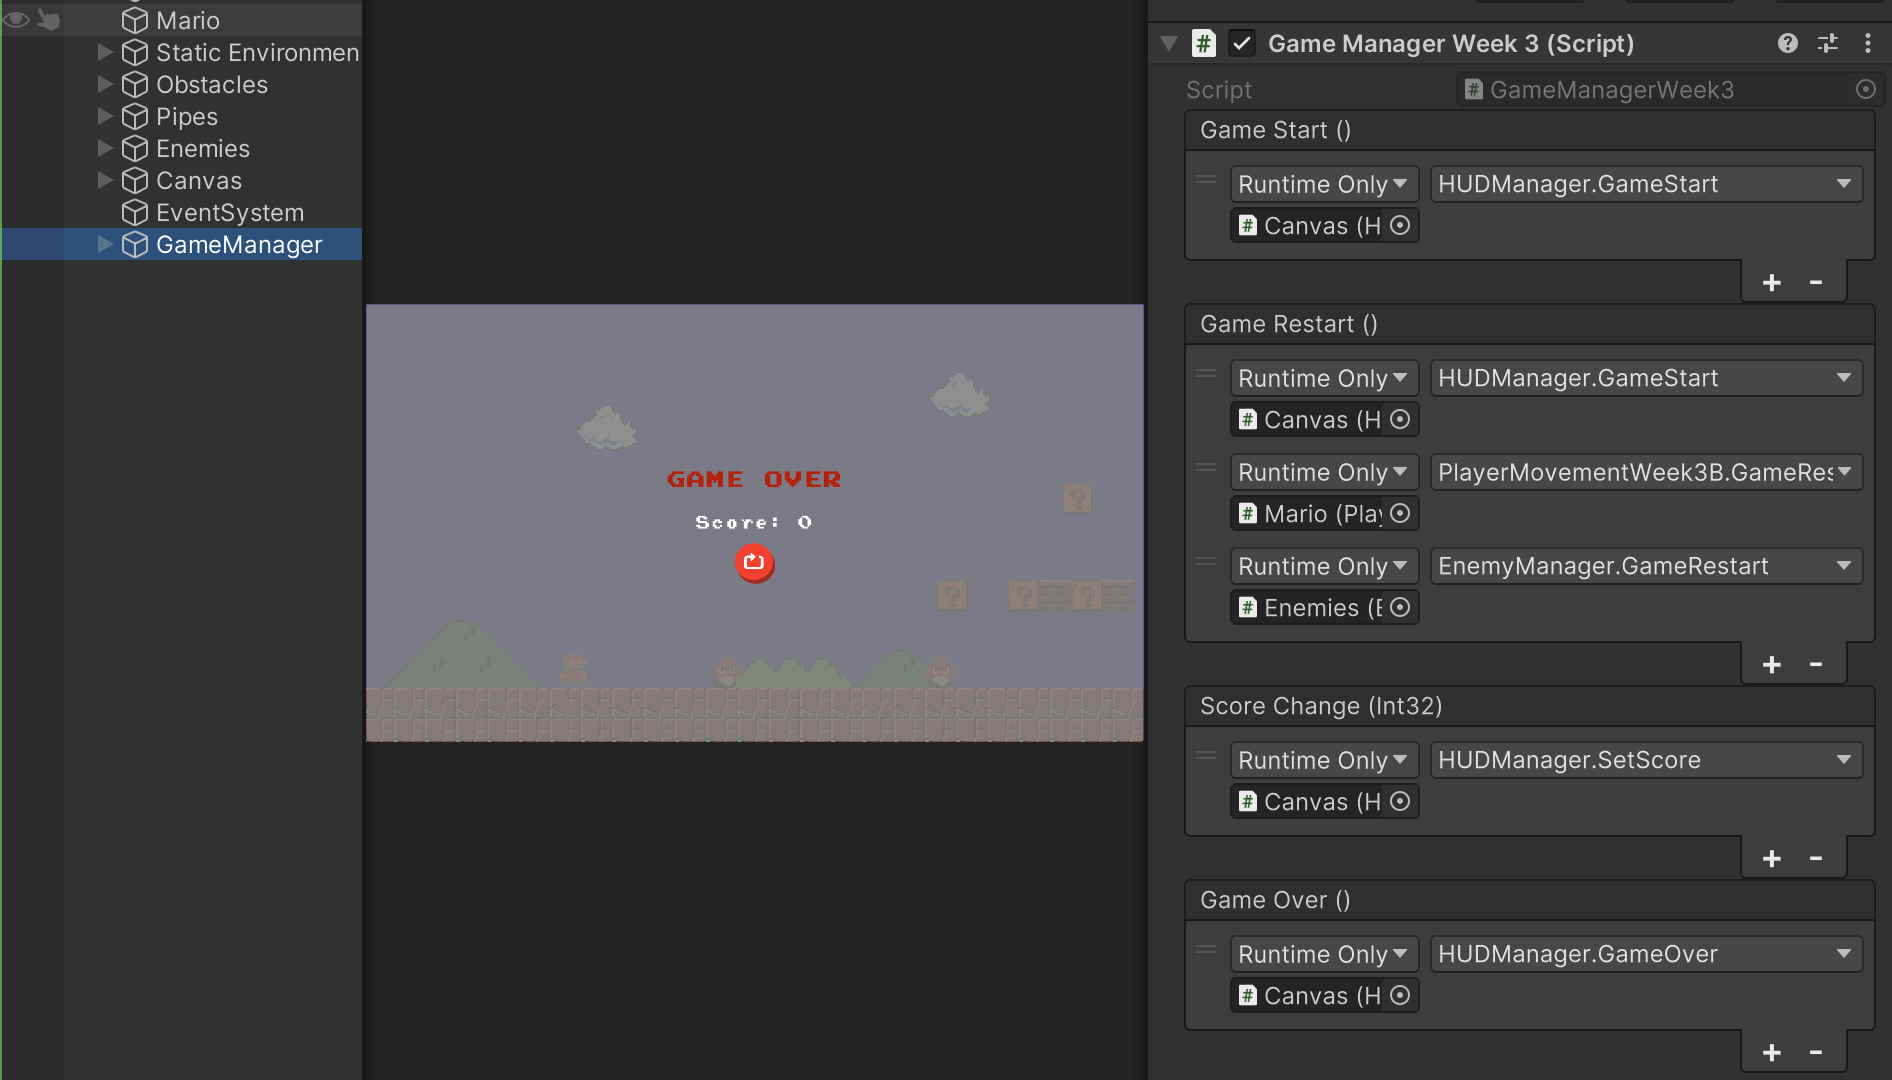 Mario
Static Environmen
Obstacles
Pipes
Enemies
Canvas
EventSystem
GameManager
GAME OVER
Score: 0
?
?
? ?
# Game Manager Week 3 (Script)
Script # GameManagerWeek3
Game Start ()
Runtime Only HUDManager.GameStart
# Canvas (H
+ -
Game Restart ()
Runtime Only HUDManager.GameStart
# Canvas (H
Runtime Only PlayerMovementWeek3B.GameRes
# Mario (Play
Runtime Only EnemyManager.GameRestart
# Enemies (E
+ -
Score Change (Int32)
Runtime Only HUDManager.SetScore
# Canvas (H
+ -
Game Over ()
Runtime Only HUDManager.GameOver
# Canvas (H
+ -